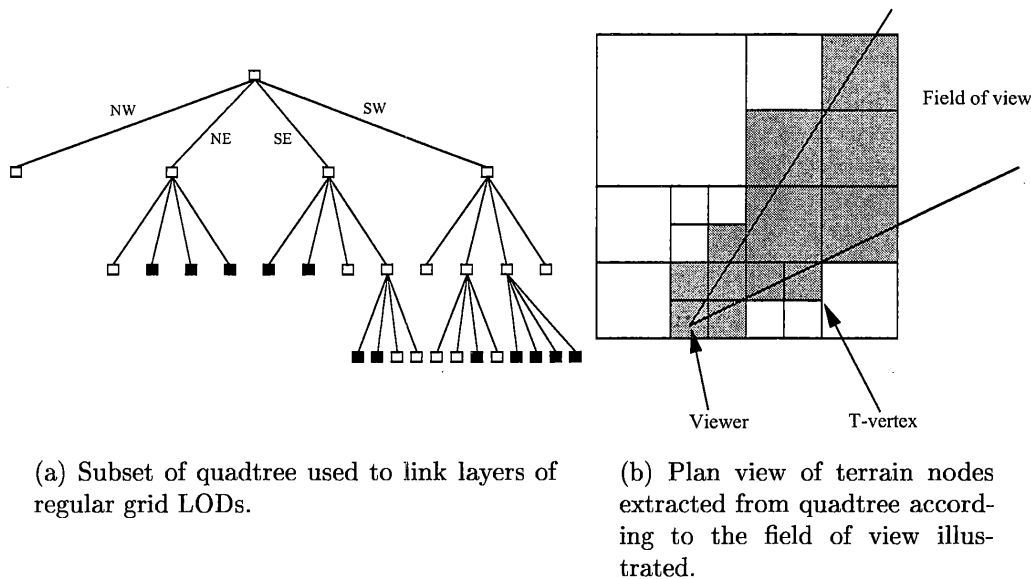 NW
NE
SE
SW
Field of view
Viewer
T-vertex
(a) Subset of quadtree used to link layers of
regular grid LODs.
(b) Plan view of terrain nodes
extracted from quadtree accord-
ing to the field of view illus-
trated.